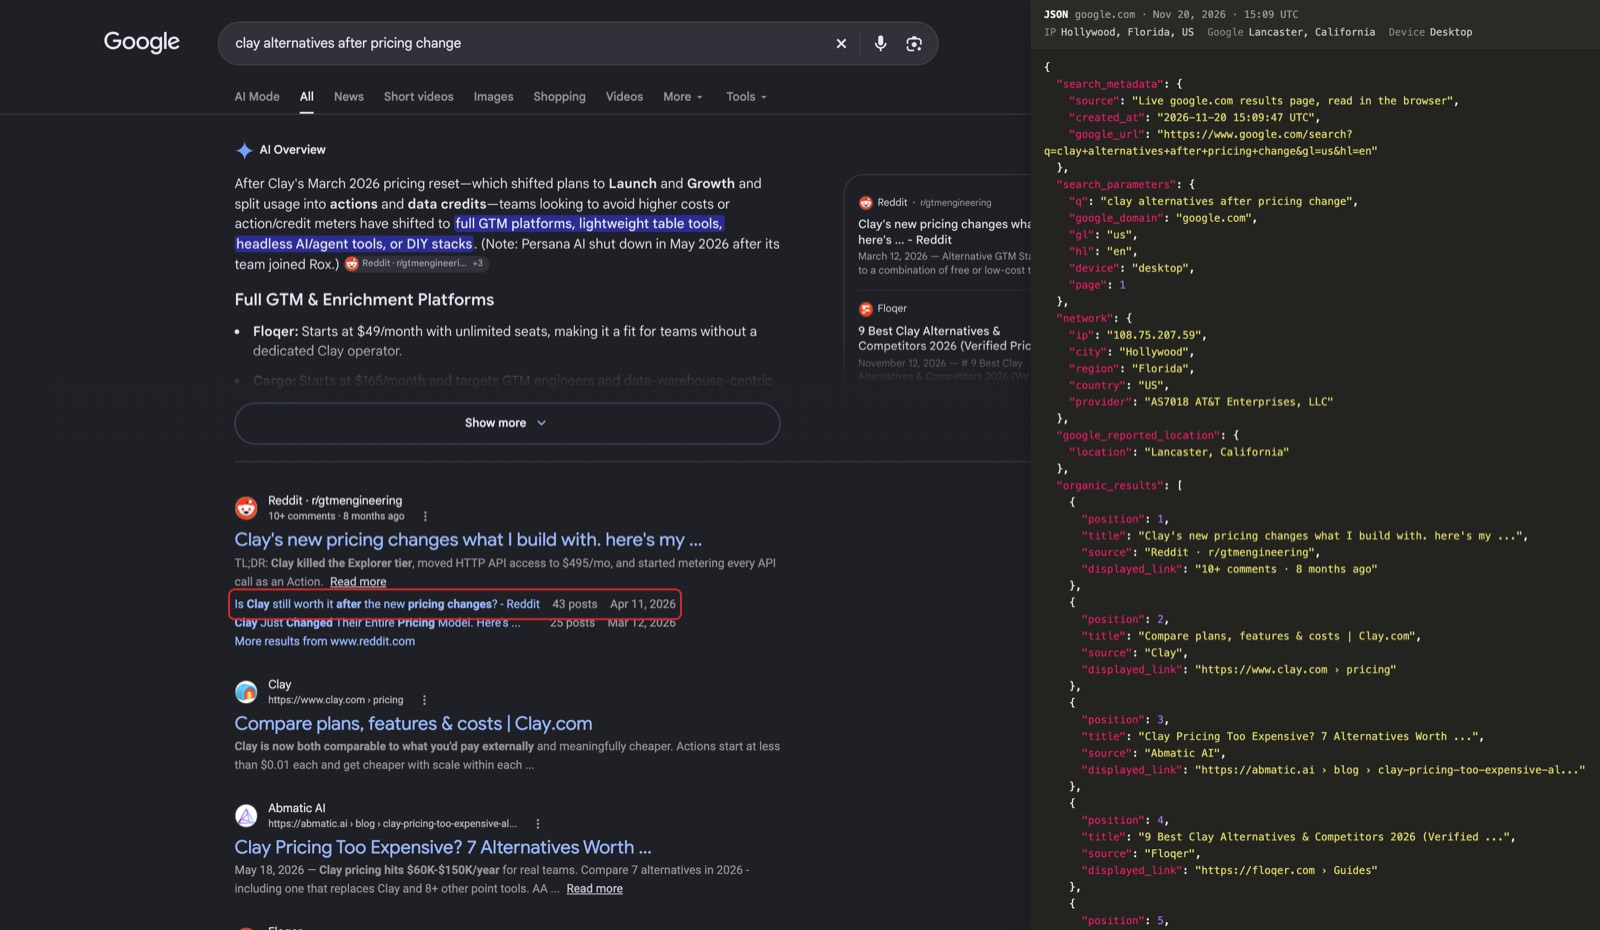 Google
clay alternatives after pricing change
AI Mode
All
News
Short videos
Images
Shopping
Videos
More
Tools
AI Overview
After Clay's March 2026 pricing reset—which shifted plans to Launch and Growth and
split usage into actions and data credits—teams looking to avoid higher costs or
action/credit meters have shifted to full GTM platforms, lightweight table tools,
headless AI/agent tools, or DIY stacks. (Note: Persana AI shut down in May 2026 after its
team joined Rox.) Reddit · r/gtmengineeri... +3
Full GTM & Enrichment Platforms
• Floqer: Starts at $49/month with unlimited seats, making it a fit for teams without a
dedicated Clay operator.
• Cargo: Starts at $165/month and targets GTM engineers and data-warehouse-centric
Show more
Reddit · r/gtmengineering
Clay's new pricing changes wha
here's ... - Reddit
March 12, 2026 — Alternative GTM Sta
to a combination of free or low-cost t
Floqer
9 Best Clay Alternatives &
Competitors 2026 (Verified Pric
November 12, 2026 — # 9 Best Clay
Alternatives & Competitors 2026 (Ver
Reddit · r/gtmengineering
10+ comments · 8 months ago
Clay's new pricing changes what I build with. here's my ...
TL;DR: Clay killed the Explorer tier, moved HTTP API access to $495/mo, and started metering every API
call as an Action. Read more
Is Clay still worth it after the new pricing changes? - Reddit 43 posts Apr 11, 2026
Clay Just Changed Their Entire Pricing Model. Here's ... 25 posts Mar 12, 2026
More results from www.reddit.com
Clay
https://www.clay.com › pricing
Compare plans, features & costs | Clay.com
Clay is now both comparable to what you'd pay externally and meaningfully cheaper. Actions start at less
than $0.01 each and get cheaper with scale within each ...
Abmatic AI
https://abmatic.ai › blog › clay-pricing-too-expensive-al...
Clay Pricing Too Expensive? 7 Alternatives Worth ...
May 18, 2026 — Clay pricing hits $60K-$150K/year for real teams. Compare 7 alternatives in 2026 -
including one that replaces Clay and 8+ other point tools. AA ... Read more
JSON google.com · Nov 20, 2026 · 15:09 UTC
IP Hollywood, Florida, US Google Lancaster, California Device Desktop
{
"search_metadata": {
"source": "Live google.com results page, read in the browser",
"created_at": "2026-11-20 15:09:47 UTC",
"google_url": "https://www.google.com/search?
q=clay+alternatives+after+pricing+change&gl=us&hl=en"
},
"search_parameters": {
"q": "clay alternatives after pricing change",
"google_domain": "google.com",
"gl": "us",
"hl": "en",
"device": "desktop",
"page": 1
},
"network": {
"ip": "108.75.207.59",
"city": "Hollywood",
"region": "Florida",
"country": "US",
"provider": "AS7018 AT&T Enterprises, LLC"
},
"google_reported_location": {
"location": "Lancaster, California"
},
"organic_results": [
{
"position": 1,
"title": "Clay's new pricing changes what I build with. here's my ...",
"source": "Reddit · r/gtmengineering",
"displayed_link": "10+ comments · 8 months ago"
},
{
"position": 2,
"title": "Compare plans, features & costs | Clay.com",
"source": "Clay",
"displayed_link": "https://www.clay.com › pricing"
},
{
"position": 3,
"title": "Clay Pricing Too Expensive? 7 Alternatives Worth ...",
"source": "Abmatic AI",
"displayed_link": "https://abmatic.ai › blog › clay-pricing-too-expensive-al..."
},
{
"position": 4,
"title": "9 Best Clay Alternatives & Competitors 2026 (Verified ...",
"source": "Floqer",
"displayed_link": "https://floqer.com › Guides"
},
{
"position": 5,